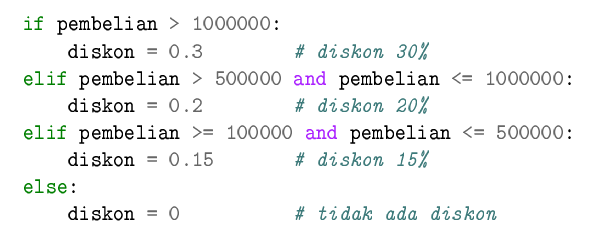 if pembelian > 1000000:
    diskon = 0.3          # diskon 30%
elif pembelian > 500000 and pembelian <= 1000000:
    diskon = 0.2          # diskon 20%
elif pembelian >= 100000 and pembelian <= 500000:
    diskon = 0.15         # diskon 15%
else:
    diskon = 0            # tidak ada diskon